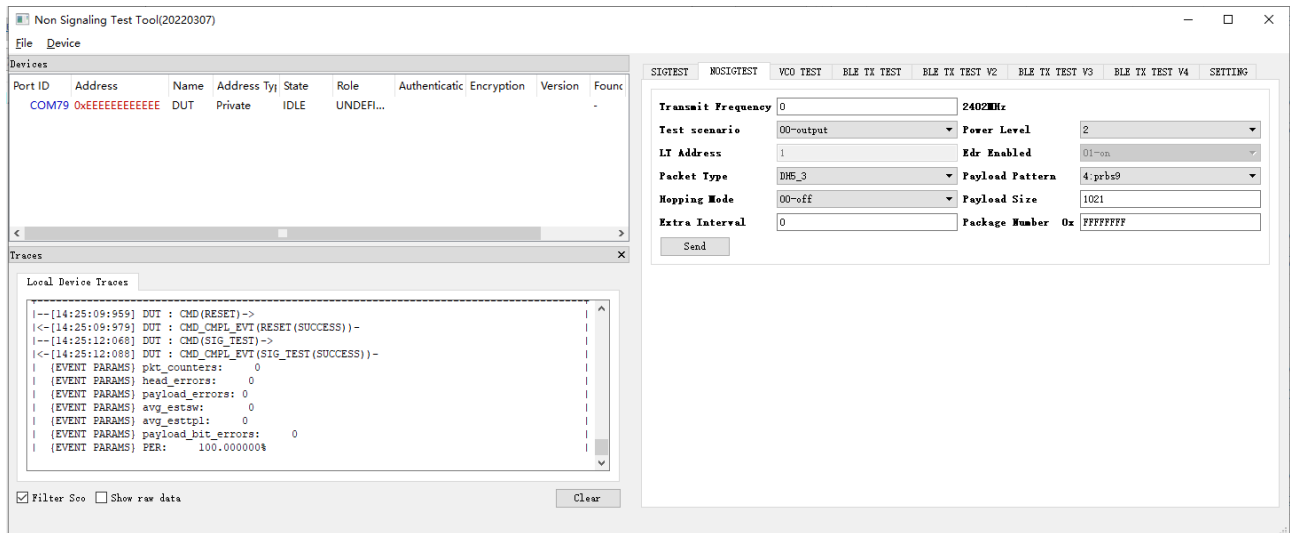 Non Signaling Test Tool(20220307)
File Device
Devices
Port ID Address Name Address Ty State Role Authentic Encryption Version Found
COM79 0xEEEEEEEEEEEE DUT Private IDLE UNDEFI... -
Traces
Local Device Traces
|--[14:25:09:959] DUT : CMD(RESET)->
|<-[14:25:09:979] DUT : CMD_CMPL_EVT(RESET(SUCCESS))-
|--[14:25:12:068] DUT : CMD(SIG_TEST)->
|<-[14:25:12:088] DUT : CMD_CMPL_EVT(SIG_TEST(SUCCESS))-
| {EVENT PARAMS} pkt_counters: 0
| {EVENT PARAMS} head_errors: 0
| {EVENT PARAMS} payload_errors: 0
| {EVENT PARAMS} avg_estsw: 0
| {EVENT PARAMS} avg_esttpl: 0
| {EVENT PARAMS} payload_bit_errors: 0
| {EVENT PARAMS} PER: 100.000000%
Filter Sco Show raw data Clear
SIGTEST NOSIGTEST VCO TEST BLE TX TEST BLE TX TEST V2 BLE TX TEST V3 BLE TX TEST V4 SETTING
Transmit Frequency 0 2402MHz
Test scenario 00-output Power Level 2
LT Address 1 Edr Enabled 01-on
Packet Type DH5_3 Payload Pattern 4:prbs9
Hopping Mode 00-off Payload Size 1021
Extra Interval 0 Package Number 0x FFFFFFFF
Send